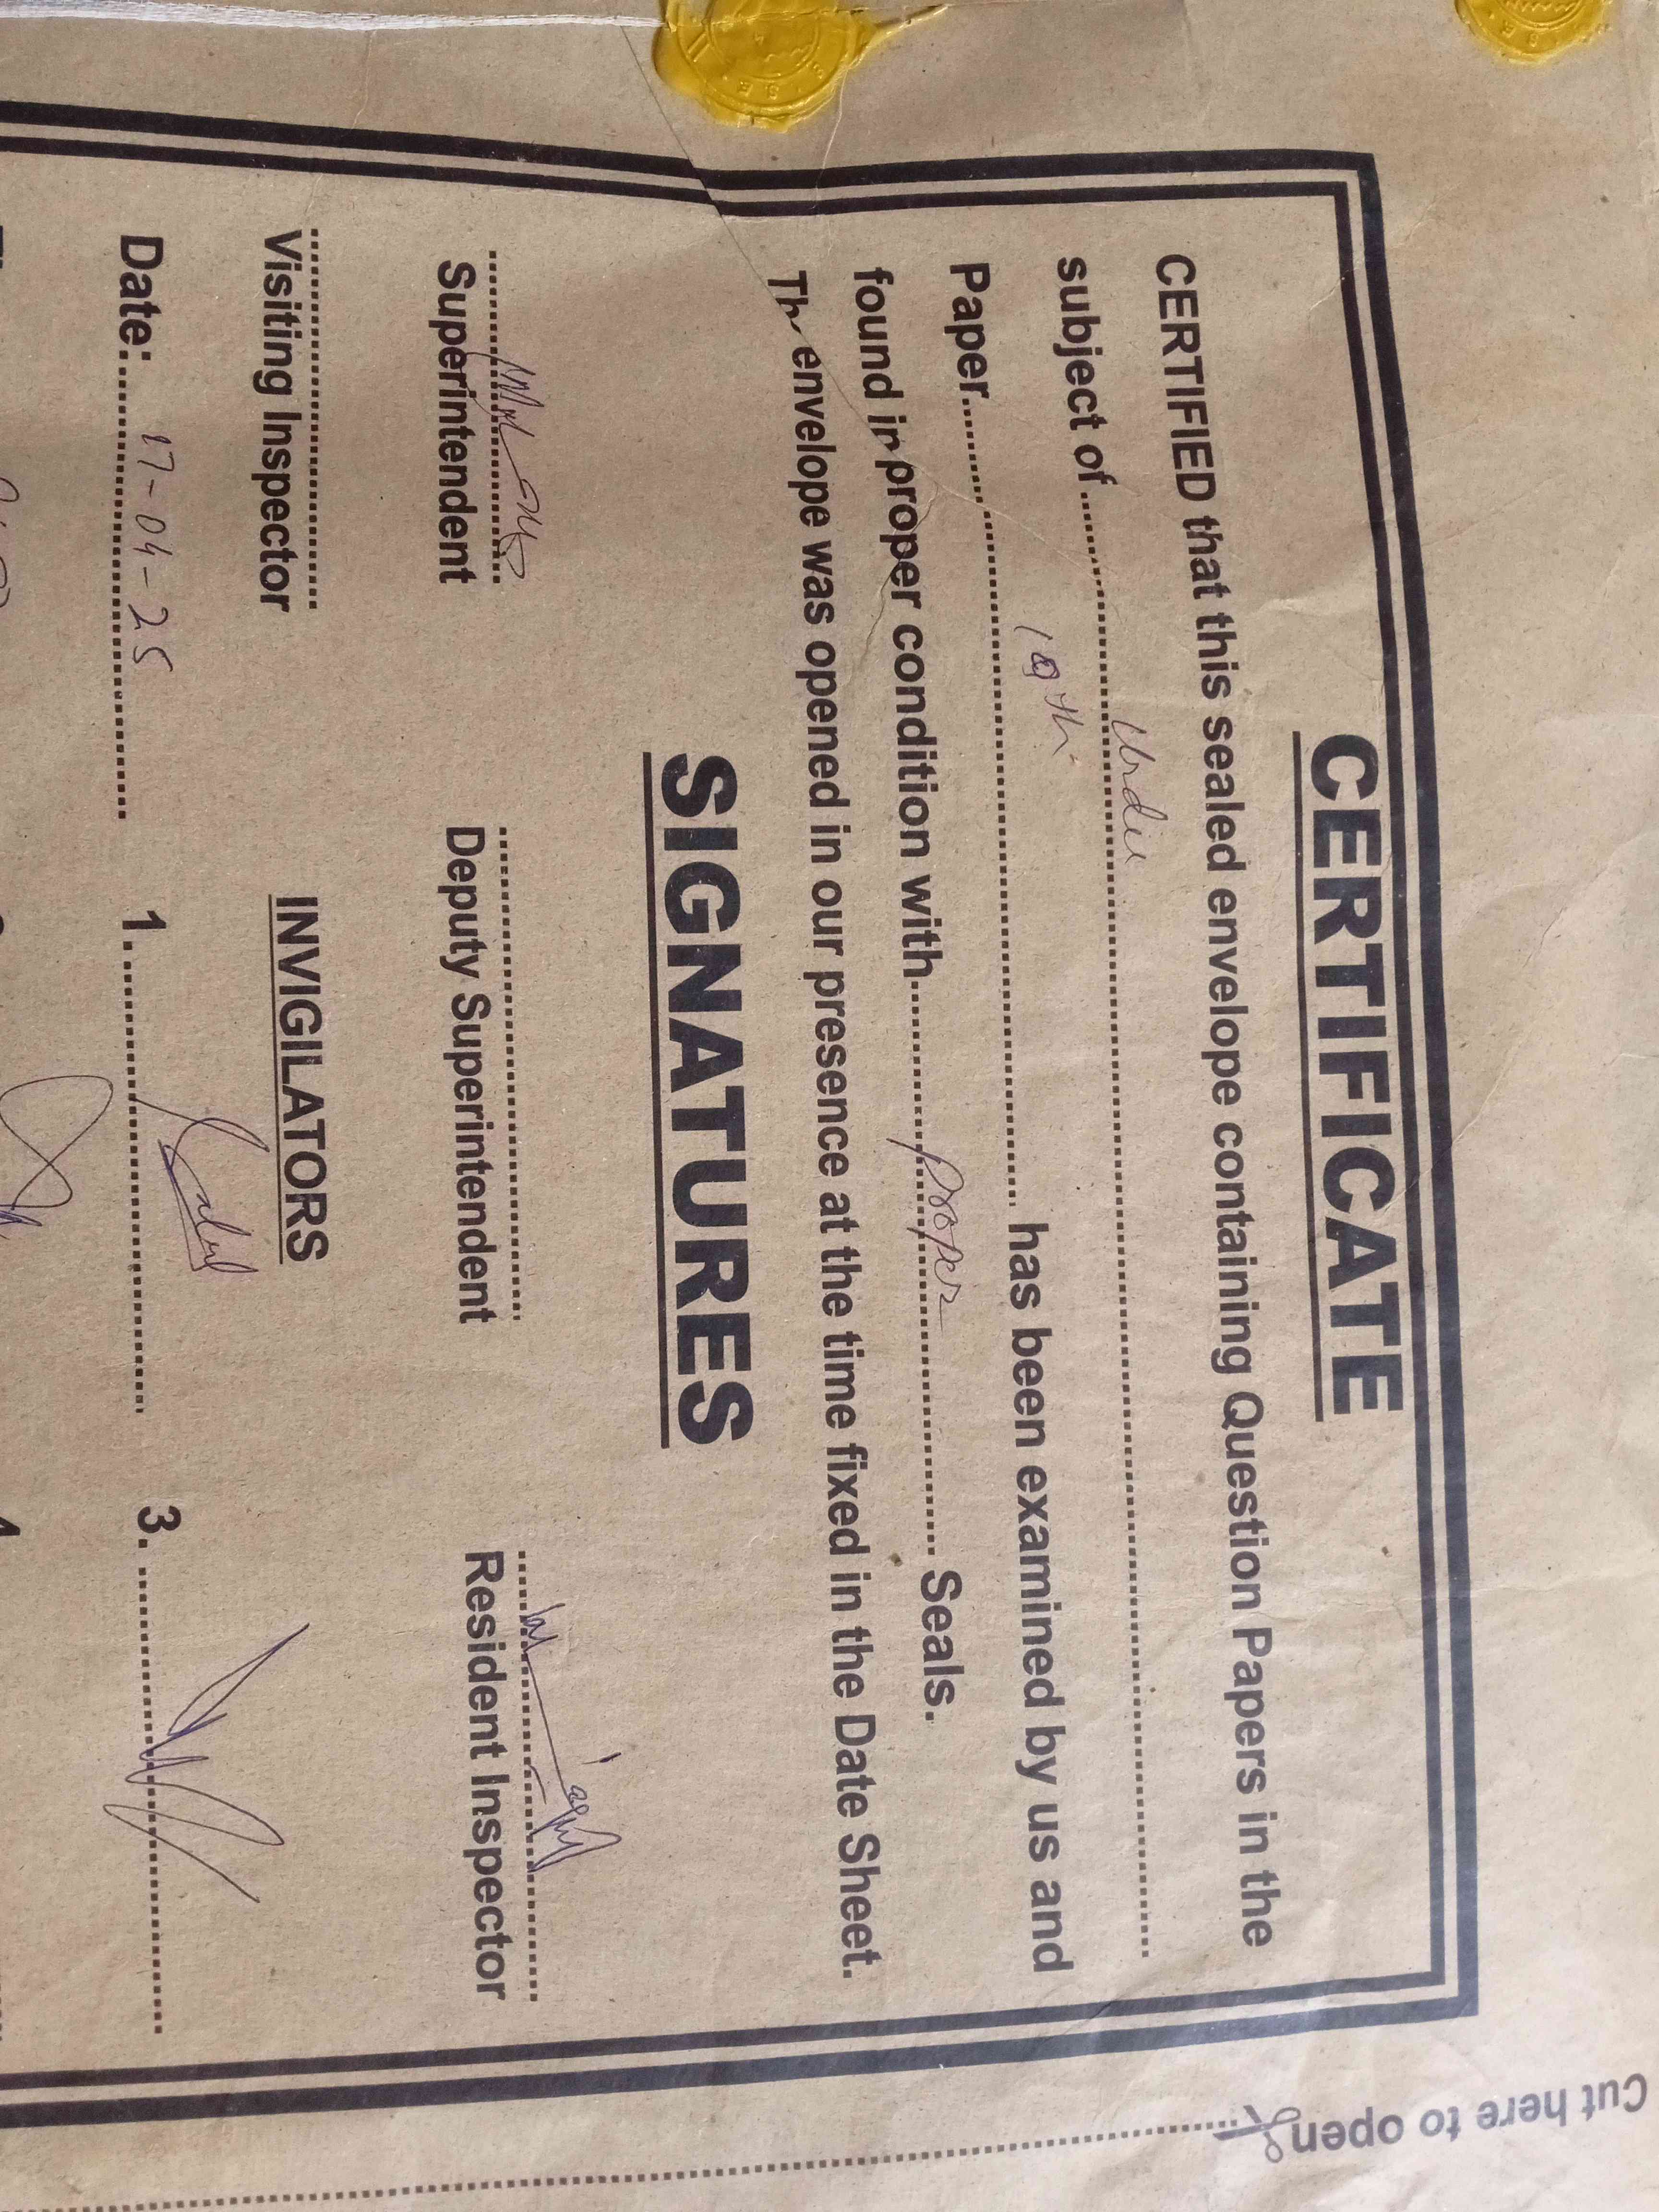 CERTIFICATE
CERTIFIED that this sealed envelope containing Question Papers in the
subject of........Urdu........
Paper........10th........ has been examined by us and
found in proper condition with........proper........ Seals.
The envelope was opened in our presence at the time fixed in the Date Sheet.
SIGNATURES
Superintendent Deputy Superintendent Resident Inspector
Visiting Inspector INVIGILATORS
Date: 17-04-25 1. 3.
Cut here to open